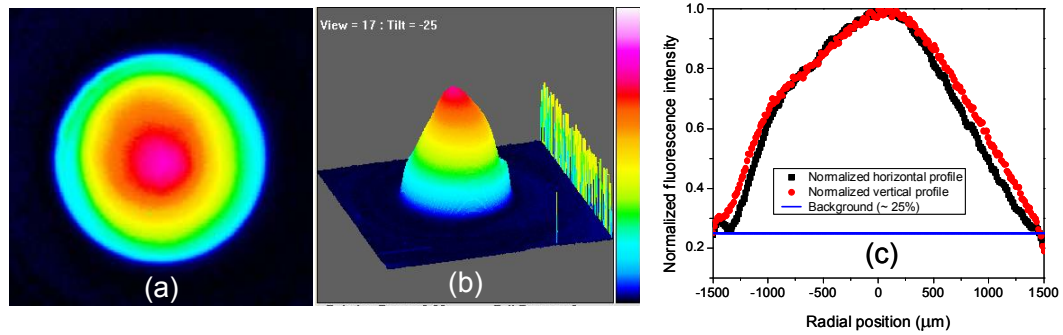 (a)
View = 17 : Tilt = -25
(b)
Normalized fluorescence intensity
1.0
0.8
0.6
0.4
0.2
Normalized horizontal profile
Normalized vertical profile
Background (~ 25%)
(c)
-1500 -1000 -500 0 500 1000 1500
Radial position (µm)